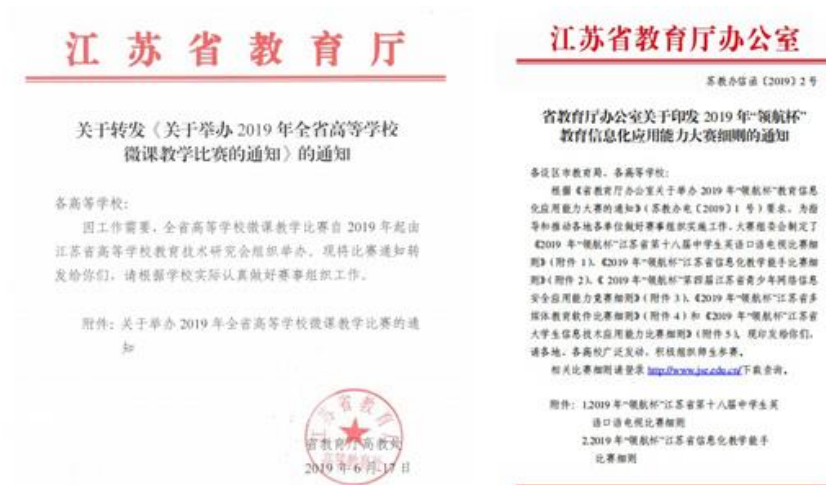 江苏省教育厅
关于转发《关于举办2019年全省高等学校
微课教学比赛的通知》的通知
各高等学校：
因工作需要，全省高等学校微课教学比赛自2019年起由
江苏省高等学校教育技术研究会组织举办。现将比赛通知转
发给你们，请根据学校实际认真做好赛事组织工作。
附件：关于举办2019年全省高等学校微课教学比赛的通
知
省教育厅高教处
2019年6月17日
江苏省教育厅办公室
苏教办信函〔2019〕2号
省教育厅办公室关于印发2019年“领航杯”
教育信息化应用能力大赛细则的通知
各设区市教育局、各高等学校：
根据《省教育厅办公室关于举办2019年“领航杯”教育信息
化应用能力大赛的通知》（苏教办电〔2019〕1号）要求，为指
导和推动各地各单位做好赛事组织实施工作，大赛组委会制定了
《2019年“领航杯”江苏省第十八届中学生英语口语电视比赛细
则》（附件1）、《2019年“领航杯”江苏省信息化教学能手比赛细
则》（附件2）、《2019年“领航杯”第四届江苏省青少年网络信息
安全应用能力竞赛细则》（附件3）、《2019年“领航杯”江苏省多
媒体教育软件比赛细则》（附件4）和《2019年“领航杯”江苏省
大学生信息技术应用能力比赛细则》（附件5），现印发给你们，
请各地、各高校广泛发动，积极组织师生参赛。
相关比赛细则请登录http://www.jse.edu.cn/下载查询。
附件：1.2019年“领航杯”江苏省第十八届中学生英
语口语电视比赛细则
2.2019年“领航杯”江苏省信息化教学能手
比赛细则